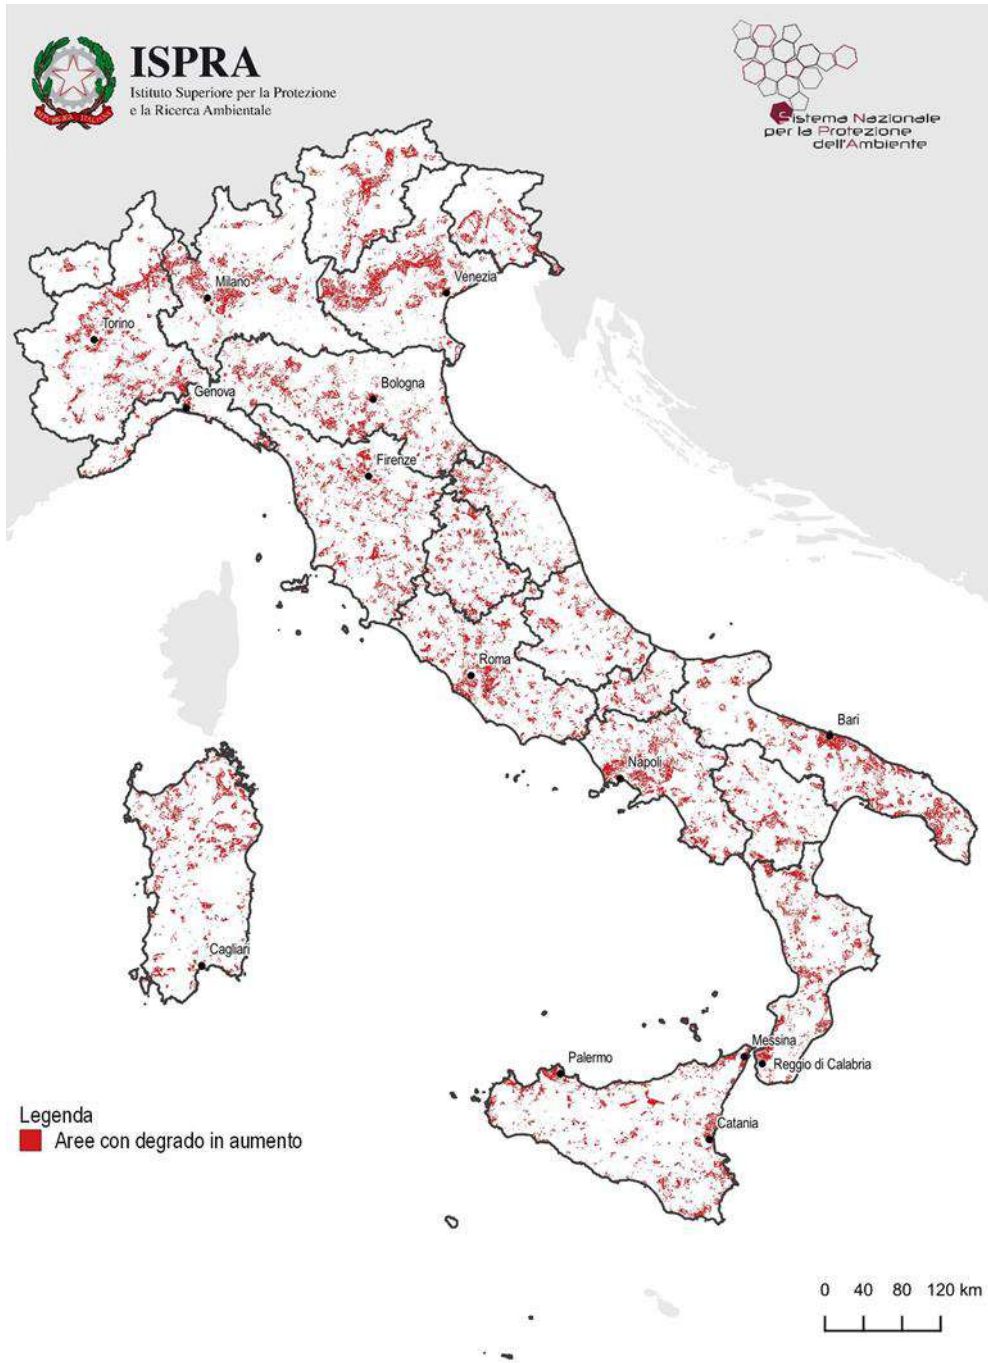 ISPRA
Istituto Superiore per la Protezione
e la Ricerca Ambientale
REPVBBLICA ITALIANA
Sistema Nazionale
per la Protezione
dell'Ambiente
Venezia
Milano
Torino
Bologna
Genova
Firenze
Roma
Bari
Napoli
Cagliari
Messina
Palermo
Reggio di Calabria
Catania
Legenda
Aree con degrado in aumento
0 40 80 120 km